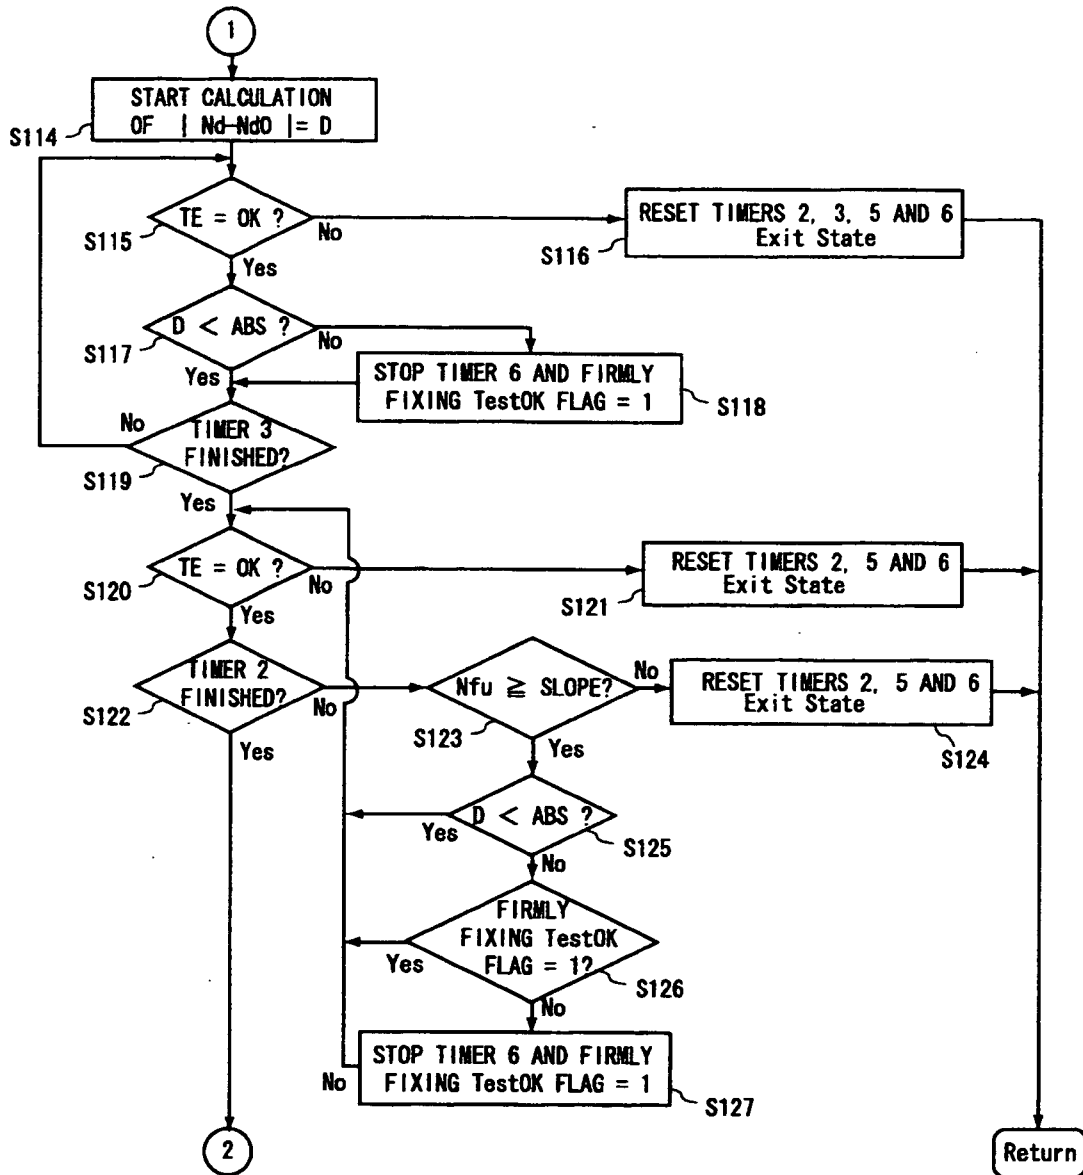 1
START CALCULATION
OF | Nd-Nd0 |= D
S114
TE = OK ?
S115
No
Yes
RESET TIMERS 2, 3, 5 AND 6
Exit State
S116
D < ABS ?
S117
No
Yes
STOP TIMER 6 AND FIRMLY
FIXING TestOK FLAG = 1
S118
No
TIMER 3
FINISHED?
S119
Yes
TE = OK ?
S120
No
Yes
RESET TIMERS 2, 5 AND 6
Exit State
S121
TIMER 2
FINISHED?
S122
No
Yes
Nfu ≧ SLOPE?
S123
No
Yes
RESET TIMERS 2, 5 AND 6
Exit State
S124
D < ABS ?
Yes
S125
No
FIRMLY
FIXING TestOK
FLAG = 1?
Yes
S126
No
STOP TIMER 6 AND FIRMLY
FIXING TestOK FLAG = 1
No
S127
2
Return